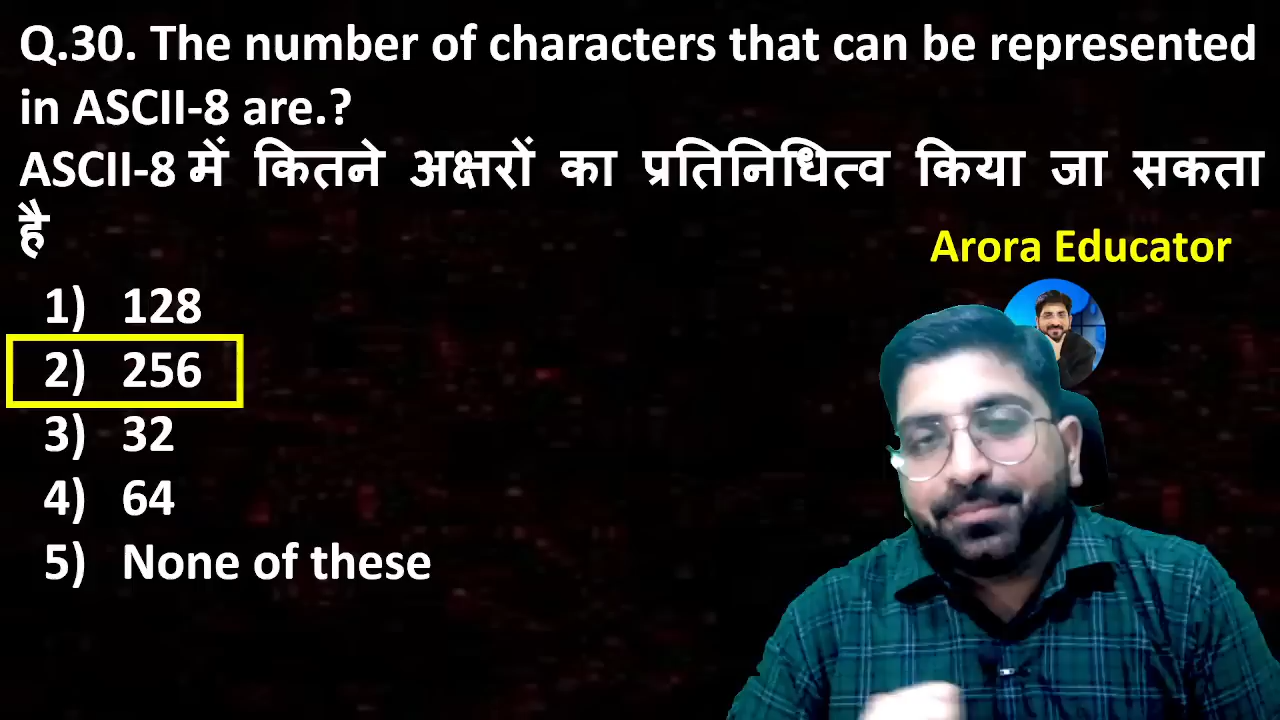 Q.30. The number of characters that can be represented
in ASCII-8 are.?
ASCII-8 में कितने अक्षरों का प्रतिनिधित्व किया जा सकता
है
Arora Educator
1) 128
2) 256
3) 32
4) 64
5) None of these